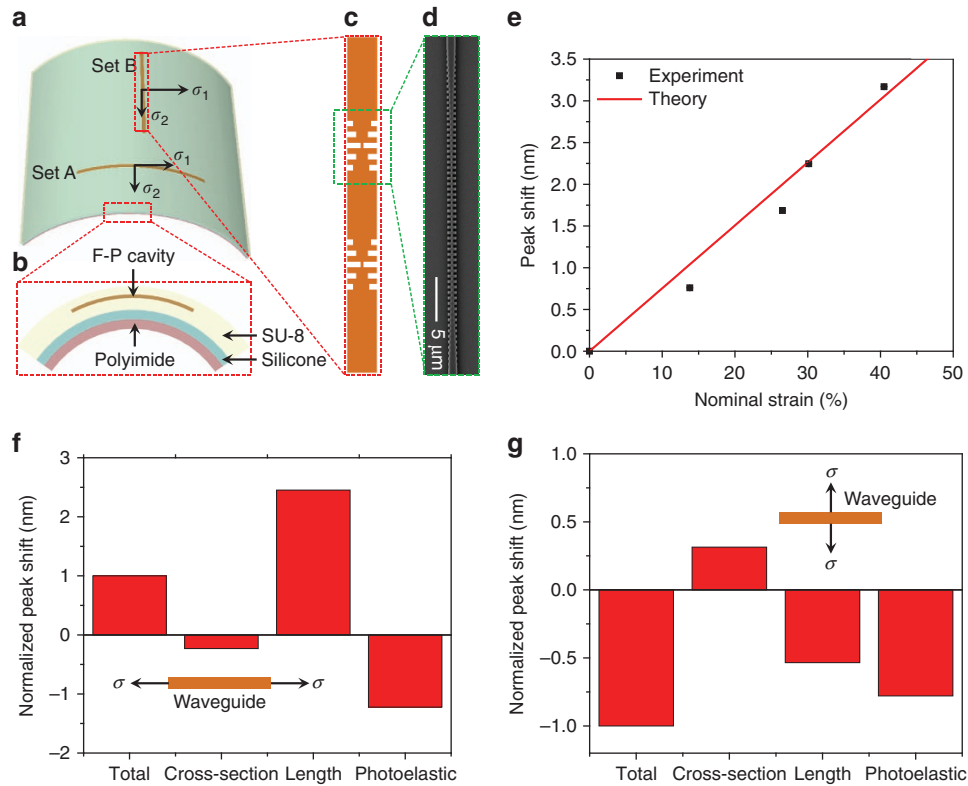 a
Set B
σ1
σ2
Set A
σ1
σ2
b
F-P cavity
SU-8
Polyimide
Silicone
c
d
5 μm
e
3.5
3.0
2.5
2.0
1.5
1.0
0.5
0.0
Peak shift (nm)
Experiment
Theory
0
10
20
30
40
50
Nominal strain (%)
f
3
2
1
0
–1
–2
Normalized peak shift (nm)
σ
σ
Waveguide
Total
Cross-section
Length
Photoelastic
g
1.0
0.5
0.0
–0.5
–1.0
Normalized peak shift (nm)
σ
Waveguide
σ
Total
Cross-section
Length
Photoelastic